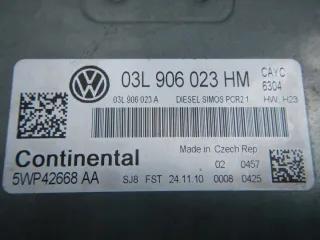 03L 906 023 HM CAYC
6304
03L 906 023 A DIESEL SIMOS PCR2 1 HW: H23
Continental Made in Czech Rep
02 0457
5WP42668 AA SJ8 FST 24.11.10 0008 0425